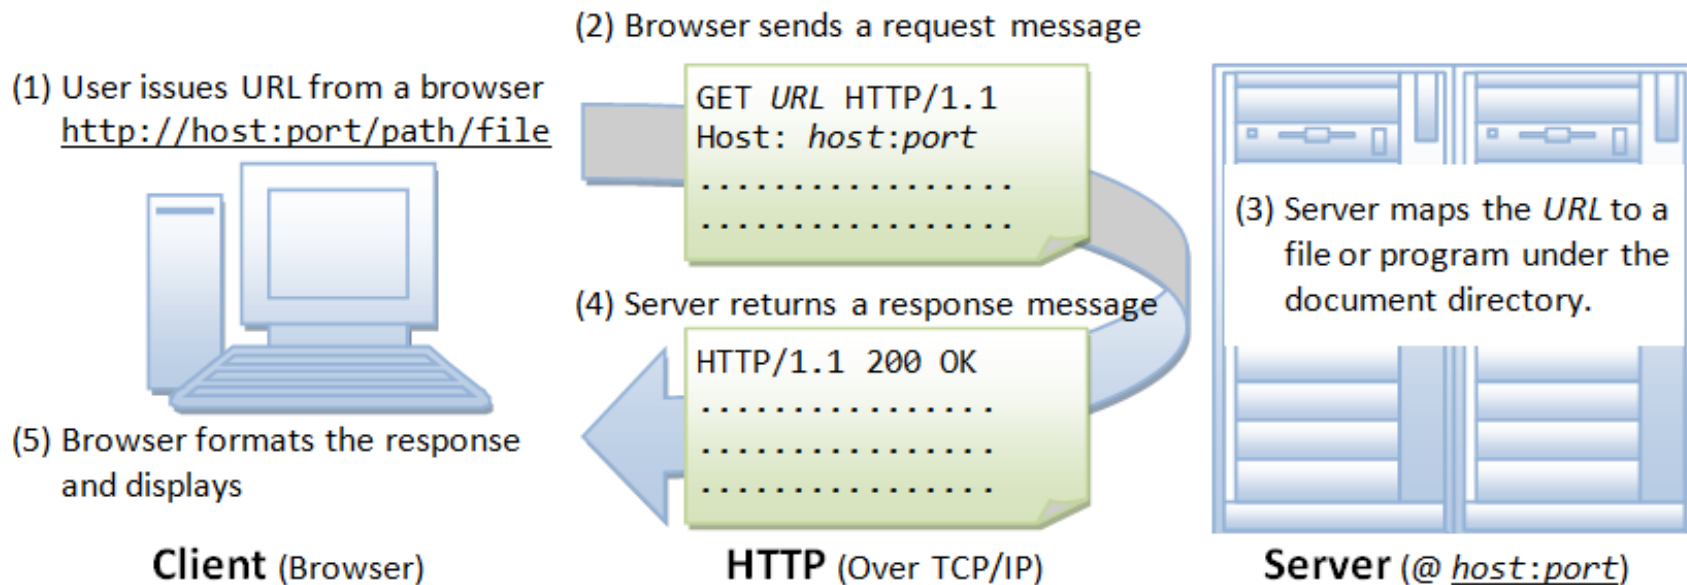 (1) User issues URL from a browser
http://host:port/path/file
(2) Browser sends a request message
GET URL HTTP/1.1
Host: host:port
.................
.................
(3) Server maps the URL to a
file or program under the
document directory.
(4) Server returns a response message
HTTP/1.1 200 OK
................
................
................
(5) Browser formats the response
and displays
Client (Browser)
HTTP (Over TCP/IP)
Server (@ host:port)